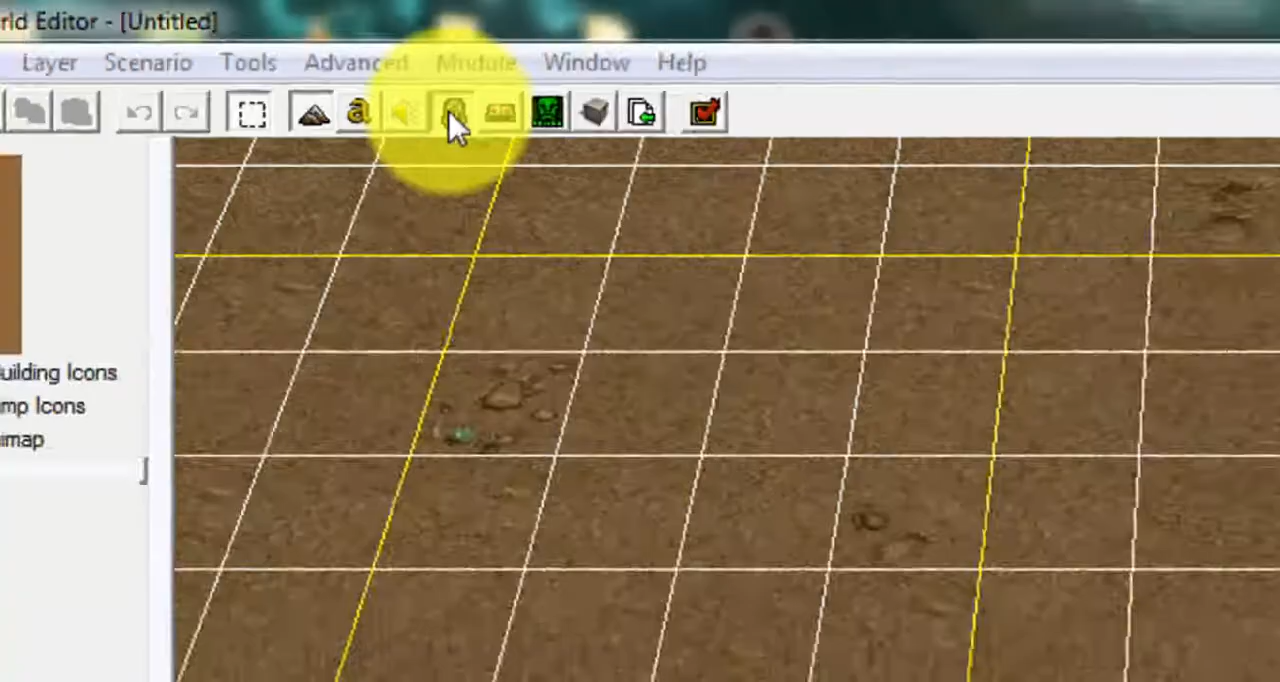 rld Editor - [Untitled]
Layer Scenario Tools Advanced Module Window Help
a
uilding Icons
mp Icons
imap